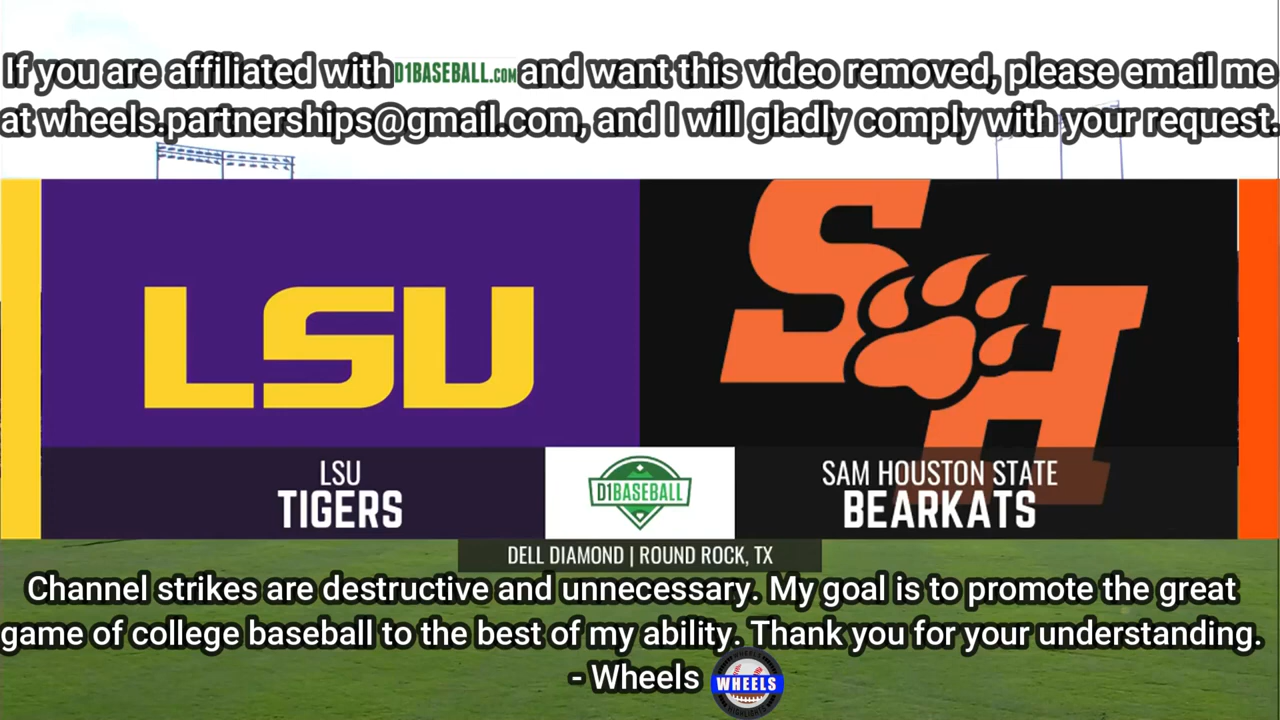 If you are affiliated with D1BASEBALL.COM and want this video removed, please email me
at wheels.partnerships@gmail.com, and I will gladly comply with your request.
LSU
SH
LSU
TIGERS
D1BASEBALL
SAM HOUSTON STATE
BEARKATS
DELL DIAMOND | ROUND ROCK, TX
Channel strikes are destructive and unnecessary. My goal is to promote the great
game of college baseball to the best of my ability. Thank you for your understanding.
- Wheels
WHEELS
WHEELS
HIGHLIGHTS